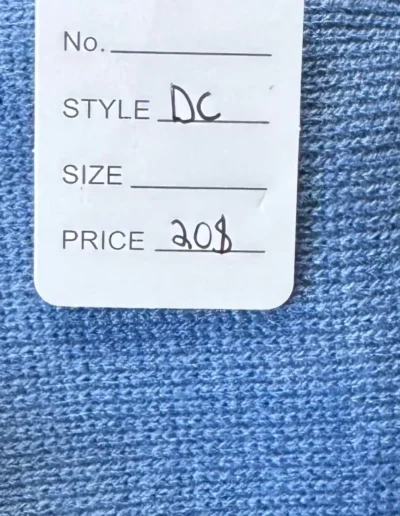 No.
STYLE DC
SIZE
PRICE 20$